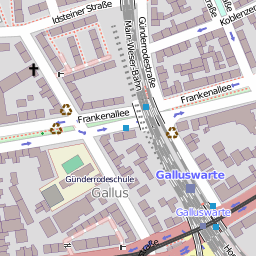 Idsteiner Straße
Günderrodestraße
Main-Weser-Bahn
Koblenzer
Frankenallee
Frankenallee
Günderrodeschule
Gallus
Galluswarte
Galluswarte